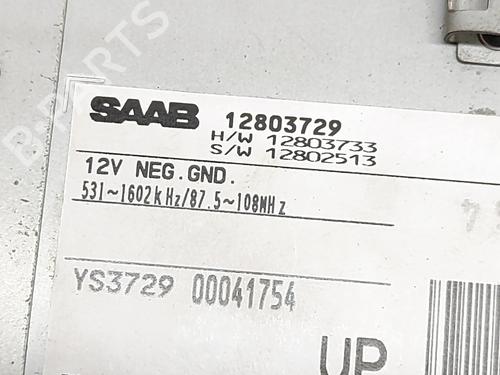 SAAB 12803729
H/W 12803733
S/W 12802513
12V NEG.GND.
531~1602kHz/87.5~108MHz
YS3729 00041754
UP
B-PARTS